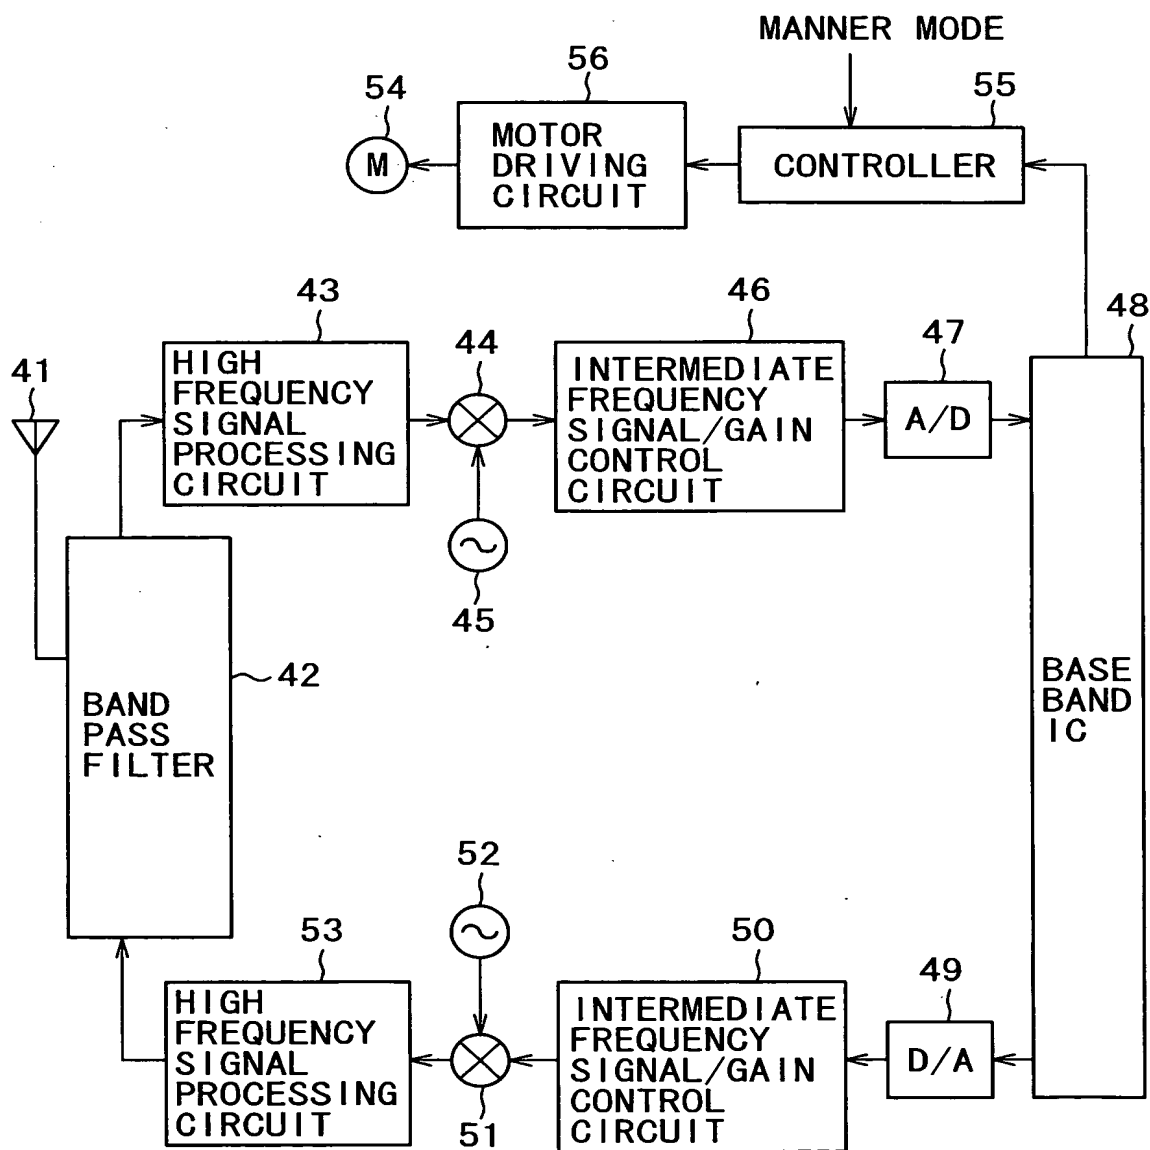 MANNER MODE
56
55
54
MOTOR
DRIVING
CIRCUIT
CONTROLLER
M
43
46
48
44
47
41
HIGH
FREQUENCY
SIGNAL
PROCESSING
CIRCUIT
INTERMEDIATE
FREQUENCY
SIGNAL/GAIN
CONTROL
CIRCUIT
A/D
45
42
BAND
PASS
FILTER
BASE
BAND
IC
52
53
50
49
HIGH
FREQUENCY
SIGNAL
PROCESSING
CIRCUIT
INTERMEDIATE
FREQUENCY
SIGNAL/GAIN
CONTROL
CIRCUIT
D/A
51